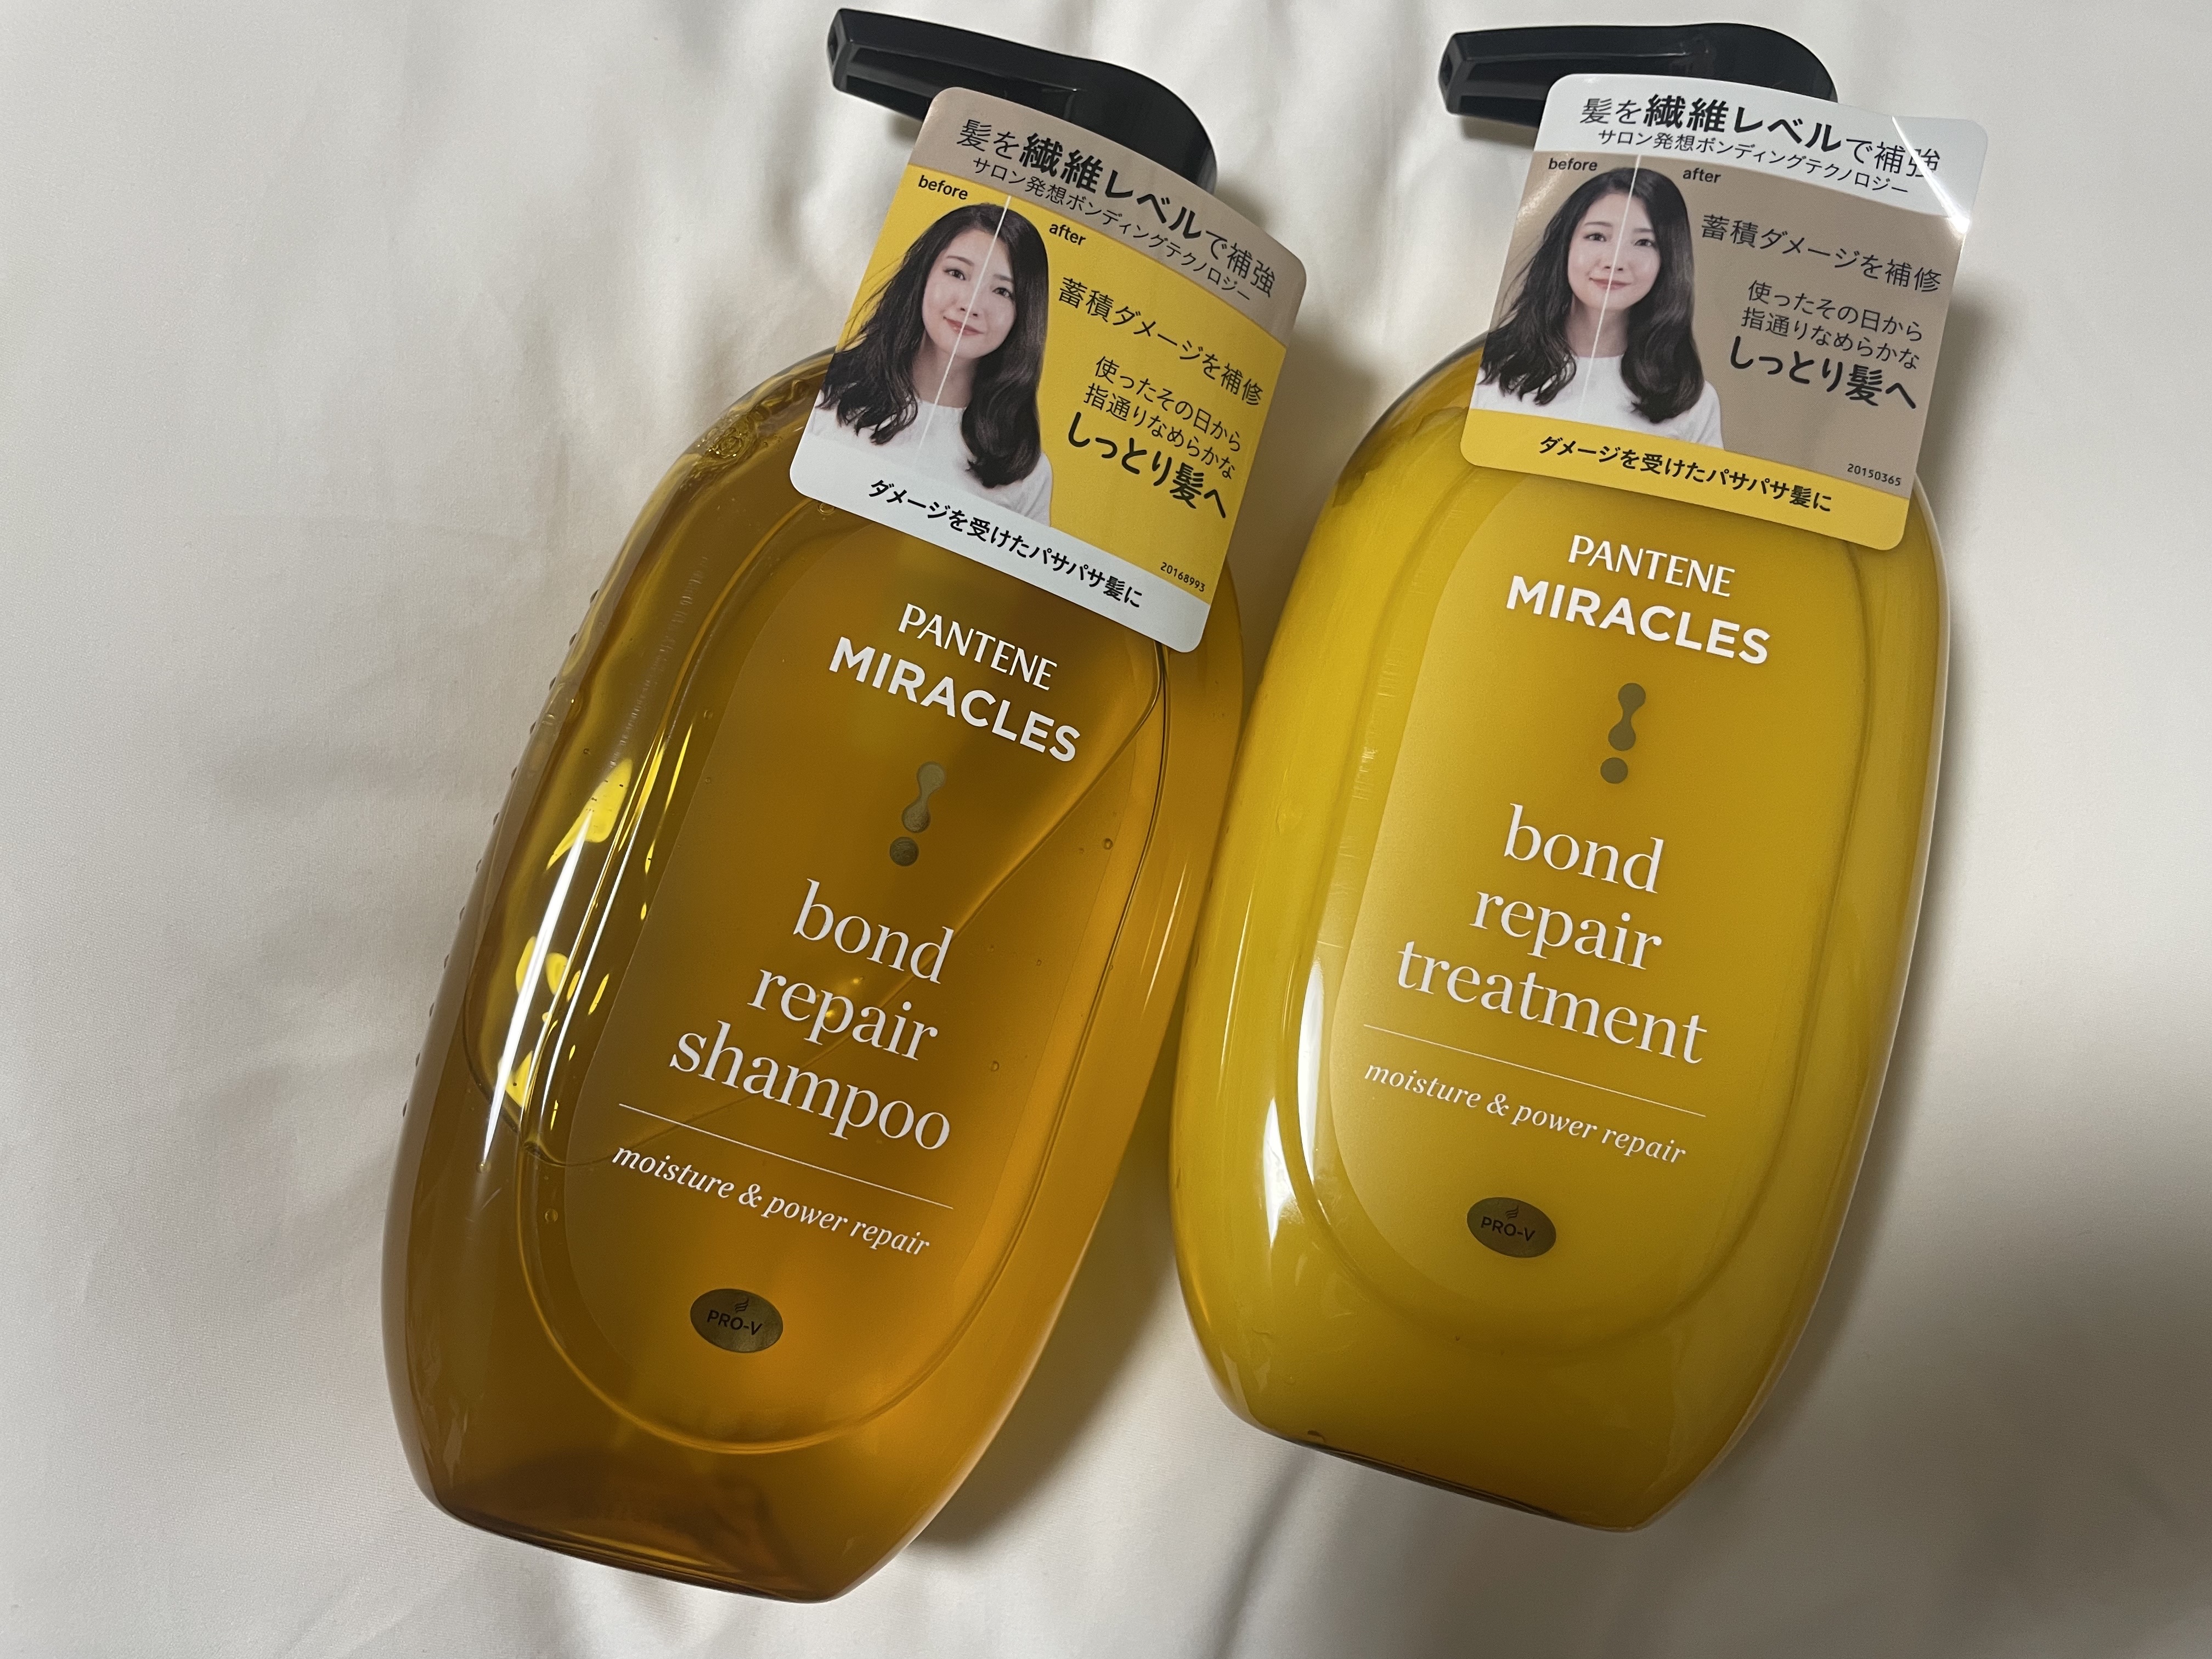 髪を繊維レベルで補強
サロン発想ボンディングテクノロジー
before
after
蓄積ダメージを補修
使ったその日から
指通りなめらかな
しっとり髪へ
20168993
ダメージを受けたパサパサ髪に
PANTENE
MIRACLES
bond
repair
shampoo
moisture & power repair
PRO-V
髪を繊維レベルで補強
サロン発想ボンディングテクノロジー
before
after
蓄積ダメージを補修
使ったその日から
指通りなめらかな
しっとり髪へ
20150365
ダメージを受けたパサパサ髪に
PANTENE
MIRACLES
bond
repair
treatment
moisture & power repair
PRO-V